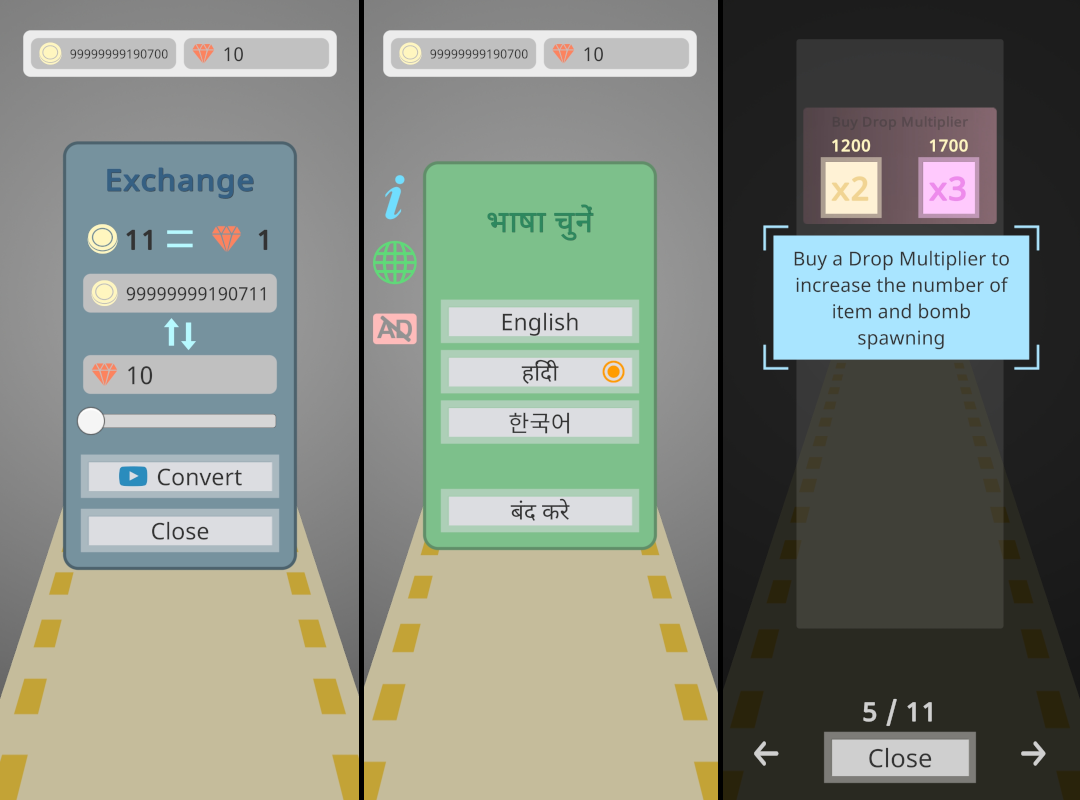 99999999190700
10
Exchange
11 = 1
99999999190711
10
Convert
Close
99999999190700
10
भाषा चुनें
i
AD
English
हिंदी
한국어
बंद करे
Buy Drop Multiplier
1200 1700
x2 x3
Buy a Drop Multiplier to
increase the number of
item and bomb
spawning
5 / 11
Close